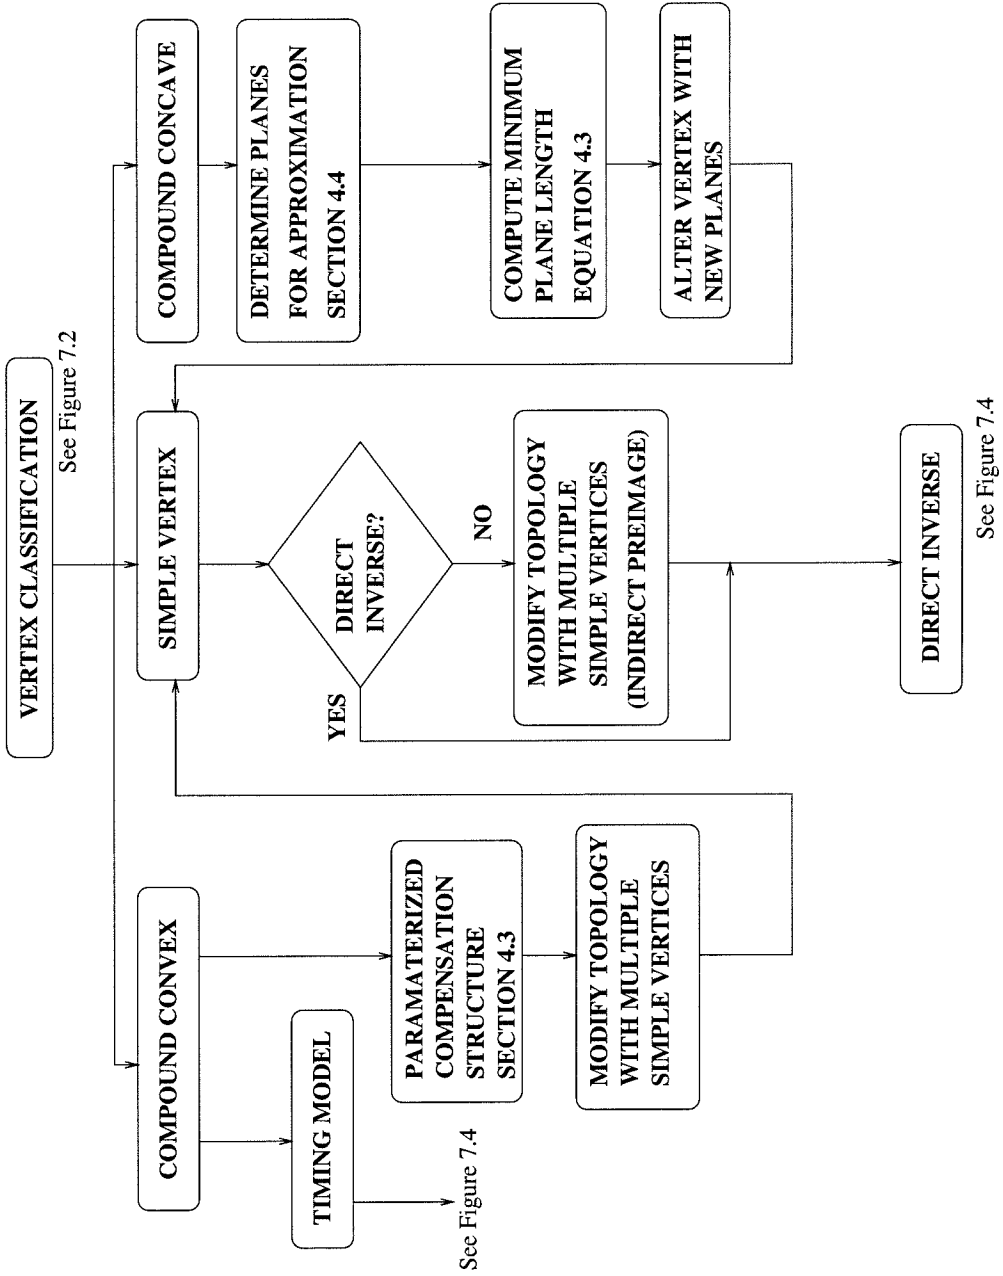 VERTEX CLASSIFICATION
See Figure 7.2
COMPOUND CONVEX
TIMING MODEL
See Figure 7.4
PARAMATERIZED
COMPENSATION
STRUCTURE
SECTION 4.3
MODIFY TOPOLOGY
WITH MULTIPLE
SIMPLE VERTICES
SIMPLE VERTEX
DIRECT
INVERSE?
YES
NO
MODIFY TOPOLOGY
WITH MULTIPLE
SIMPLE VERTICES
(INDIRECT PREIMAGE)
DIRECT INVERSE
See Figure 7.4
COMPOUND CONCAVE
DETERMINE PLANES
FOR APPROXIMATION
SECTION 4.4
COMPUTE MINIMUM
PLANE LENGTH
EQUATION 4.3
ALTER VERTEX WITH
NEW PLANES